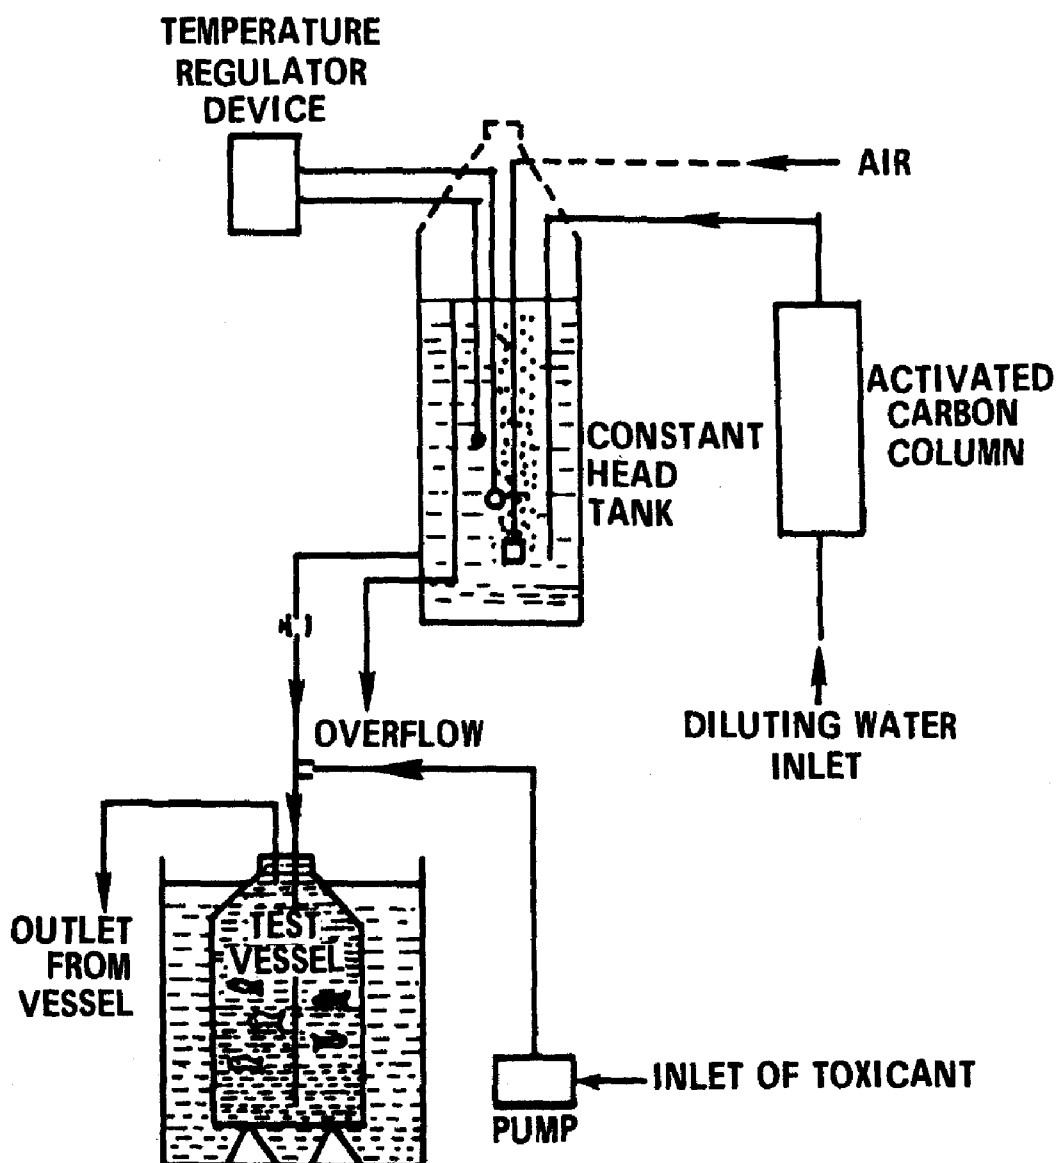 TEMPERATURE
REGULATOR
DEVICE
AIR
ACTIVATED
CARBON
COLUMN
CONSTANT
HEAD
TANK
OVERFLOW
DILUTING WATER
INLET
OUTLET
FROM
VESSEL
TEST
VESSEL
INLET OF TOXICANT
PUMP